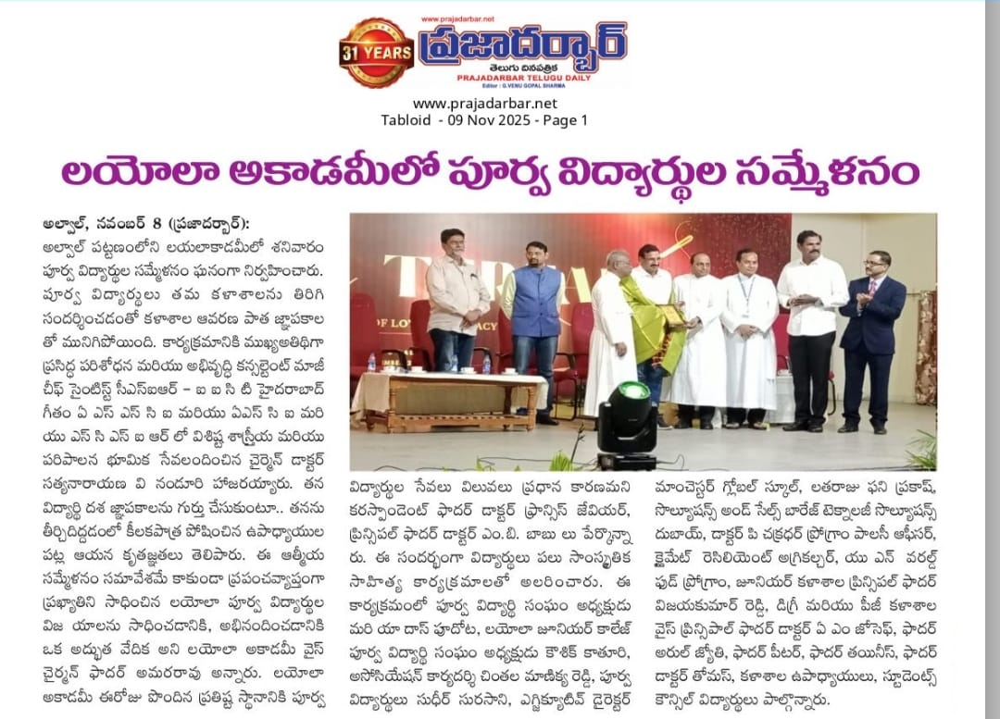 www.prajadarbar.net
31 YEARS
ప్రజాదర్బార్
తెలుగు దినపత్రిక
PRAJADARBAR TELUGU DAILY
Editor : G.VENU GOPAL SHARMA
www.prajadarbar.net
Tabloid - 09 Nov 2025 - Page 1
లయోలా అకాడమీలో పూర్వ విద్యార్థుల సమ్మేళనం
అల్వాల్, నవంబర్ 8 (ప్రజాదర్బార్):
అల్వాల్ పట్టణంలోని లయలాకాడమీలో శనివారం
పూర్వ విద్యార్థుల సమ్మేళనం ఘనంగా నిర్వహించారు.
పూర్వ విద్యార్థులు తమ కళాశాలను తిరిగి
సందర్శించడంతో కళాశాల ఆవరణ పాత జ్ఞాపకాల
తో మునిగిపోయింది. కార్యక్రమానికి ముఖ్యఅతిథిగా
ప్రసిద్ధ పరిశోధన మరియు అభివృద్ధి కన్సల్టెంట్ మాజీ
చీఫ్ సైంటిస్ట్ సీఎస్ఐఆర్ – ఐ ఐ సి టి హైదరాబాద్
గీతం ఏ ఎస్ ఎస్ సి ఐ మరియు ఏఎస్ సి ఐ మరి
యు ఎస్ సి ఎస్ ఐ ఆర్ లో విశిష్ట శాస్త్రీయ మరియు
పరిపాలన భూమిక సేవలందించిన చైర్మెన్ డాక్టర్
సత్యనారాయణ వి నండూరి హాజరయ్యారు. తన
విద్యార్థి దశ జ్ఞాపకాలను గుర్తు చేసుకుంటూ.. తనను
తీర్చిదిద్దడంలో కీలకపాత్ర పోషించిన ఉపాధ్యాయుల
పట్ల ఆయన కృతజ్ఞతలు తెలిపారు. ఈ ఆత్మీయ
సమ్మేళనం సమావేశమే కాకుండా ప్రపంచవ్యాప్తంగా
ప్రఖ్యాతిని సాధించిన లయోలా పూర్వ విద్యార్థుల
విజ యాలను సాధించడానికి, అభినందించడానికి
ఒక అద్భుత వేదిక అని లయోలా అకాడమీ వైస్
చైర్మన్ ఫాదర్ అమరరావు అన్నారు. లయోలా
అకాడమీ ఈరోజు పొందిన ప్రతిష్ట స్థానానికి పూర్వ
విద్యార్థుల సేవలు విలువలు ప్రధాన కారణమని
కరస్పాండెంట్ ఫాదర్ డాక్టర్ ఫ్రాన్సిస్ జేవియర్,
ప్రిన్సిపల్ ఫాదర్ డాక్టర్ ఎం.బి. బాబు లు పేర్కొన్నా
రు. ఈ సందర్భంగా విద్యార్థులు పలు సాంస్కృతిక
సాహిత్య కార్యక్రమాలతో అలరించారు. ఈ
కార్యక్రమంలో పూర్వ విద్యార్థి సంఘం అధ్యక్షుడు
మరి యా దాస్ పూదోట, లయోలా జూనియర్ కాలేజ్
పూర్వ విద్యార్థి సంఘం అధ్యక్షుడు కౌశిక్ కాతూరి,
అసోసియేషన్ కార్యదర్శి చింతల మాణిక్య రెడ్డి, పూర్వ
విద్యార్థులు సుధీర్ సురసాని, ఎగ్జిక్యూటివ్ డైరెక్టర్
మాంచెస్టర్ గ్లోబల్ స్కూల్, లతరాజు ఫని ప్రకాష్,
సొల్యూషన్స్ అండ్ సేల్స్ బారేజ్ టెక్నాలజీ సొల్యూషన్స్
దుబాయ్, డాక్టర్ పి చక్రధర్ ప్రోగ్రాం పాలసీ ఆఫీసర్,
క్లైమేట్ రెసిలియెంట్ అగ్రికల్చర్, యు ఎన్ వరల్డ్
ఫుడ్ ప్రోగ్రాం, జూనియర్ కళాశాల ప్రిన్సిపల్ ఫాదర్
విజయకుమార్ రెడ్డి, డిగ్రీ మరియు పీజీ కళాశాల
వైస్ ప్రిన్సిపాల్ ఫాదర్ డాక్టర్ ఏ ఎం జోసెఫ్, ఫాదర్
అరుల్ జ్యోతి, ఫాదర్ పీటర్, ఫాదర్ తయినీస్, ఫాదర్
డాక్టర్ థోమస్, కళాశాల ఉపాధ్యాయులు, స్టూడెంట్స్
కౌన్సిల్ విద్యార్థులు పాల్గొన్నారు.